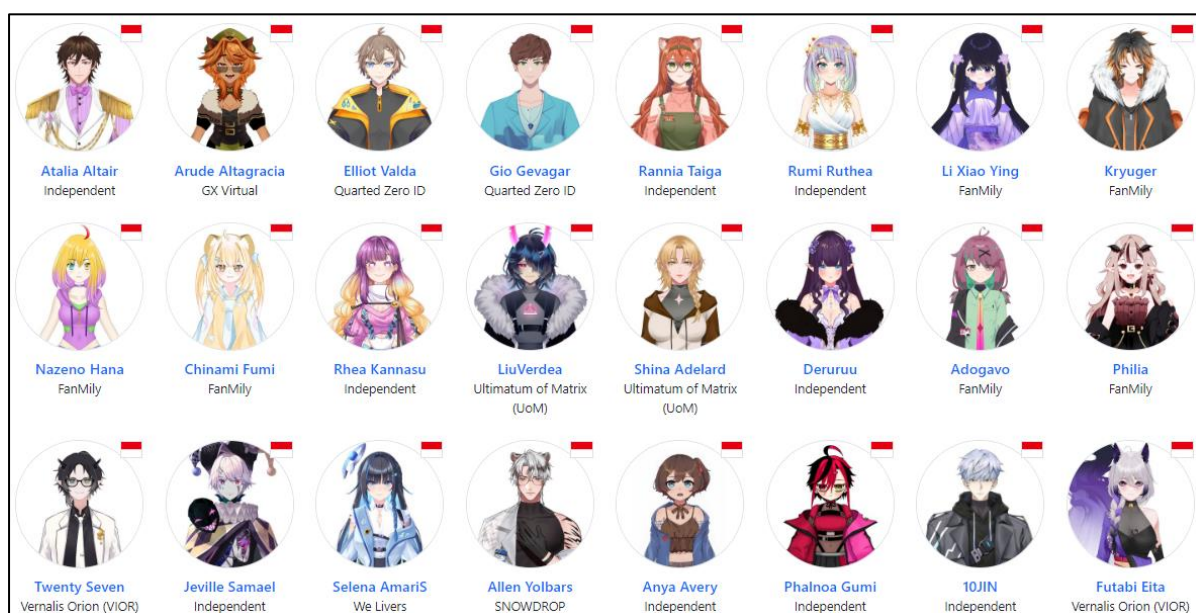 Atalia Altair Arude Altagracia Elliot Valda Gio Gevagar Rannia Taiga Rumi Ruthea Li Xiao Ying Kryuger
Independent GX Virtual Quarted Zero ID Quarted Zero ID Independent Independent FanMily FanMily
Nazeno Hana Chinami Fumi Rhea Kannasu LiuVerdea Shina Adelard Deruruu Adogavo Philia
FanMily FanMily Independent Ultimatum of Matrix Ultimatum of Matrix Independent FanMily FanMily
(UoM) (UoM)
Twenty Seven Jeville Samael Selena AmariS Allen Yolbars Anya Avery Phalnoa Gumi 10JIN Futabi Eita
Vernalis Orion (VIOR) Independent We Livers SNOWDROP Independent Independent Independent Vernalis Orion (VIOR)